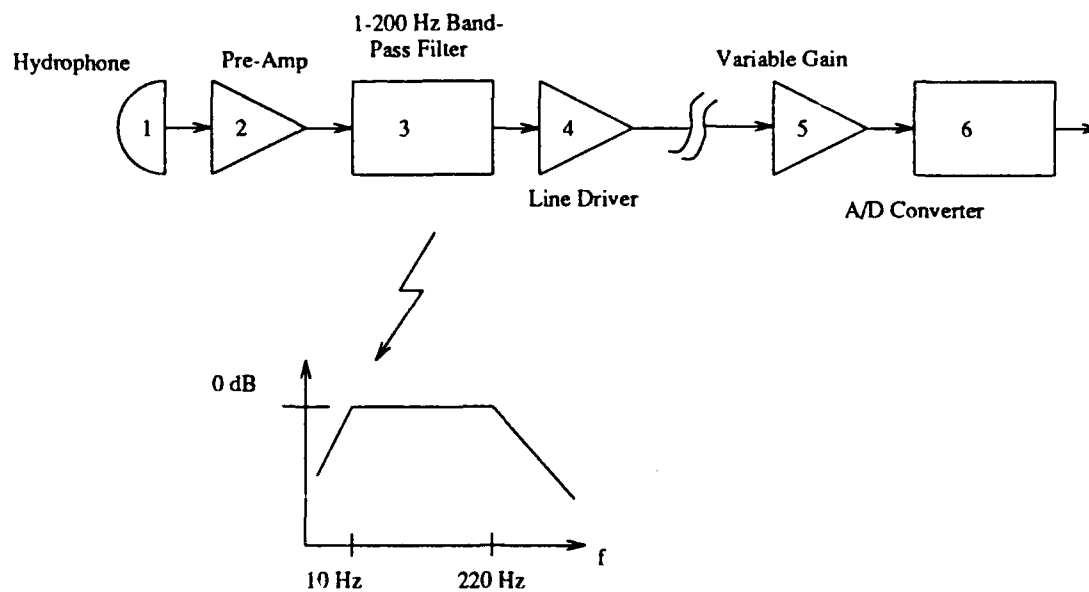 1-200 Hz Band-
Pass Filter
Hydrophone
Pre-Amp
Variable Gain
1
2
3
4
5
6
Line Driver
A/D Converter
0 dB
10 Hz
220 Hz
f